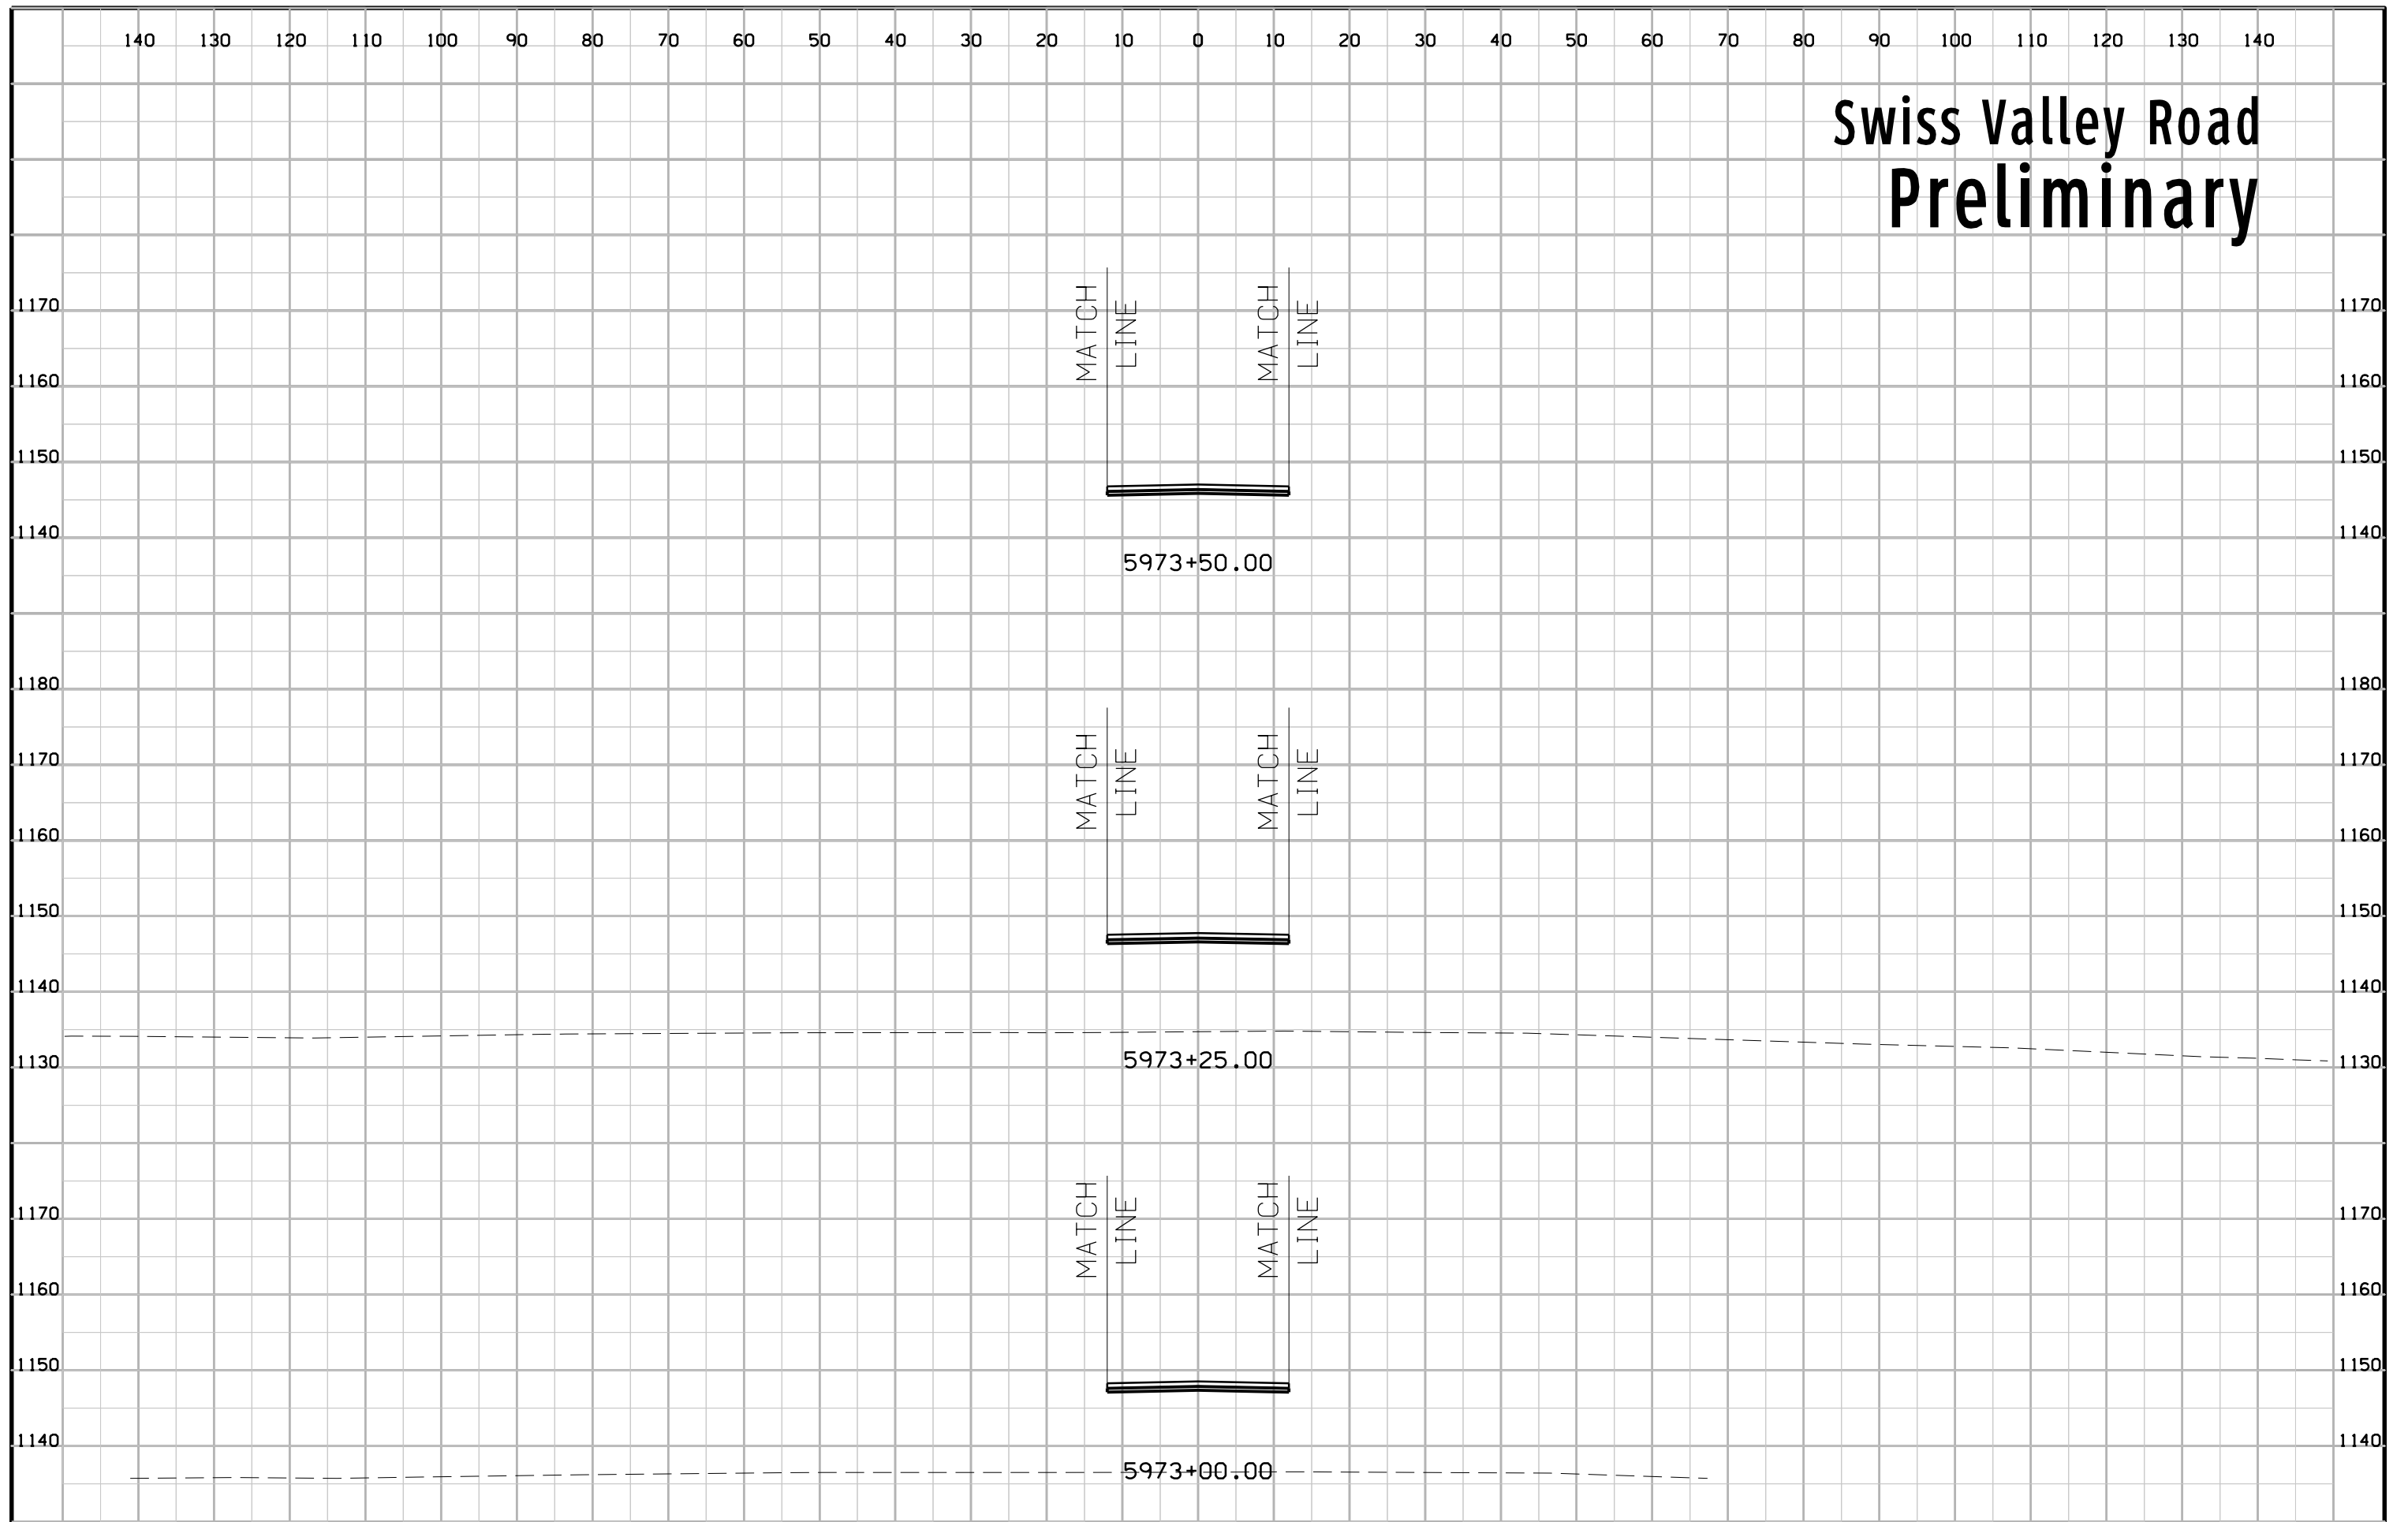 140 130 120 110 100 90 80 70 60 50 40 30 20 10 0 10 20 30 40 50 60 70 80 90 100 110 120 130 140
Swiss Valley Road
Preliminary
MATCH LINE MATCH LINE
1170 1170
1160 1160
1150 1150
1140 1140
5973+50.00
1180 1180
MATCH LINE MATCH LINE
1170 1170
1160 1160
1150 1150
1140 1140
5973+25.00
1130 1130
MATCH LINE MATCH LINE
1170 1170
1160 1160
1150 1150
1140 1140
5973+00.00